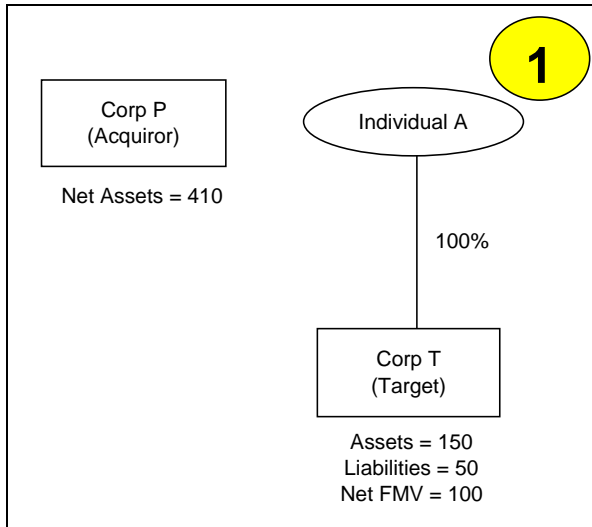 1
Corp P
(Acquiror)
Net Assets = 410
Individual A
100%
Corp T
(Target)
Assets = 150
Liabilities = 50
Net FMV = 100